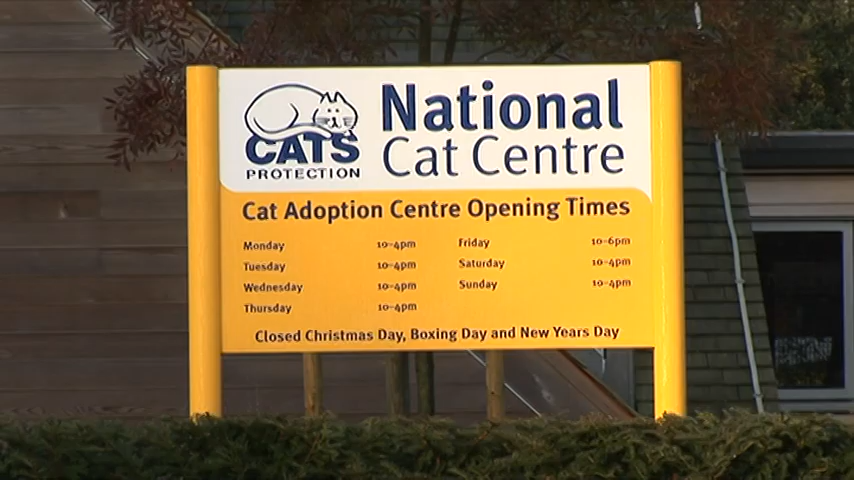 CATS
PROTECTION
National
Cat Centre
Cat Adoption Centre Opening Times
Monday 10-4pm
Tuesday 10-4pm
Wednesday 10-4pm
Thursday 10-4pm
Friday 10-6pm
Saturday 10-4pm
Sunday 10-4pm
Closed Christmas Day, Boxing Day and New Years Day